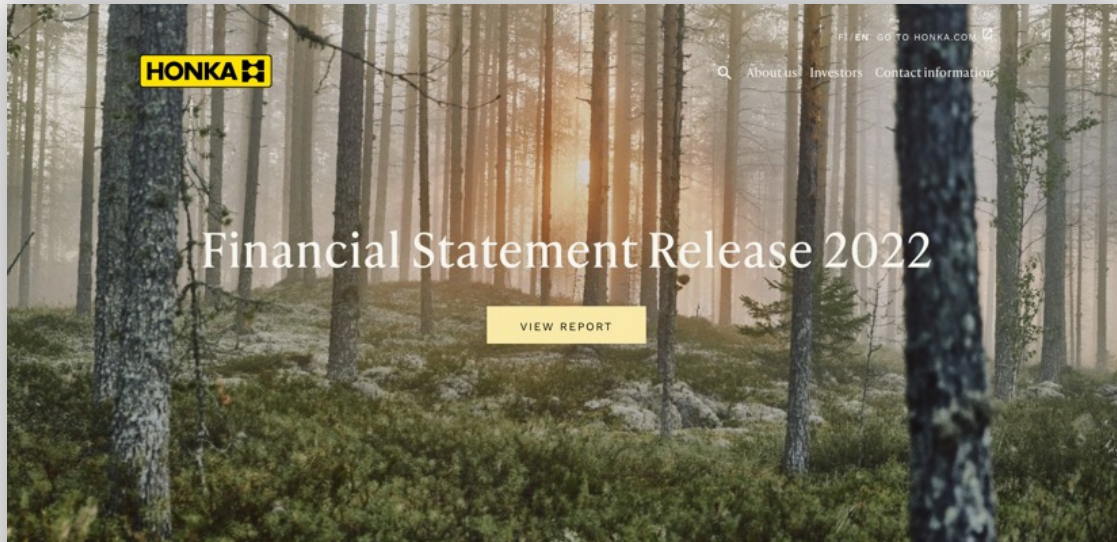 FI/EN GO TO HONKA.COM
HONKA
About us Investors Contact information
Financial Statement Release 2022
VIEW REPORT